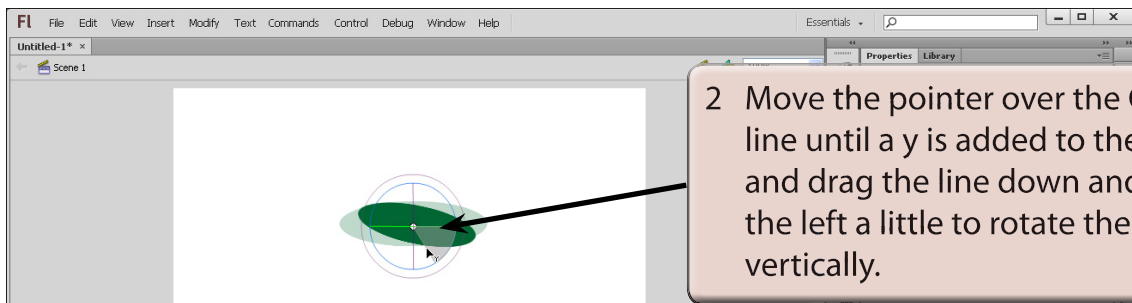 Fl File Edit View Insert Modify Text Commands Control Debug Window Help Essentials
Untitled-1* × Properties Library
Scene 1
2 Move the pointer over the
line until a y is added to the
and drag the line down and
the left a little to rotate the
vertically.
Y